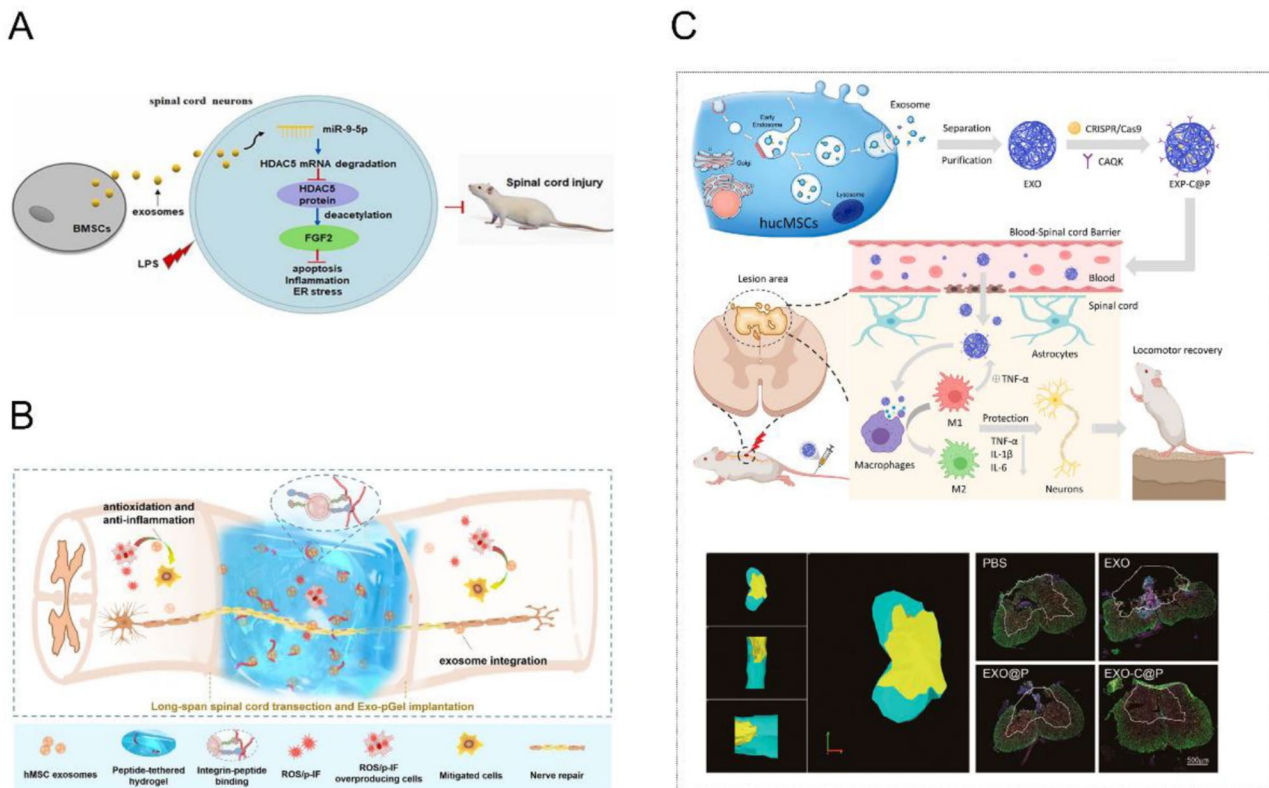 A
spinal cord neurons
miR-9-5p
HDAC5 mRNA degradation
HDAC5
protein
deacetylation
FGF2
apoptosis
Inflammation
ER stress
BMSCs
exosomes
LPS
Spinal cord injury
B
antioxidation and
anti-inflammation
exosome integration
Long-span spinal cord transection and Exo-pGel implantation
hMSC exosomes
Peptide-tethered
hydrogel
Integrin-peptide
binding
ROS/p-IF
ROS/p-IF
overproducing cells
Mitigated cells
Nerve repair
C
Early
Endosome
Golgi
Lysosome
hucMSCs
Exosome
Separation
Purification
EXO
CRISPR/Cas9
CAQK
EXP-C@P
Blood-Spinal cord Barrier
Blood
Spinal cord
Lesion area
Astrocytes
⊕TNF-α
M1
Macrophages
M2
Protection
TNF-α
IL-1β
IL-6
Neurons
Locomotor recovery
PBS
EXO
EXO@P
EXO-C@P
500μm